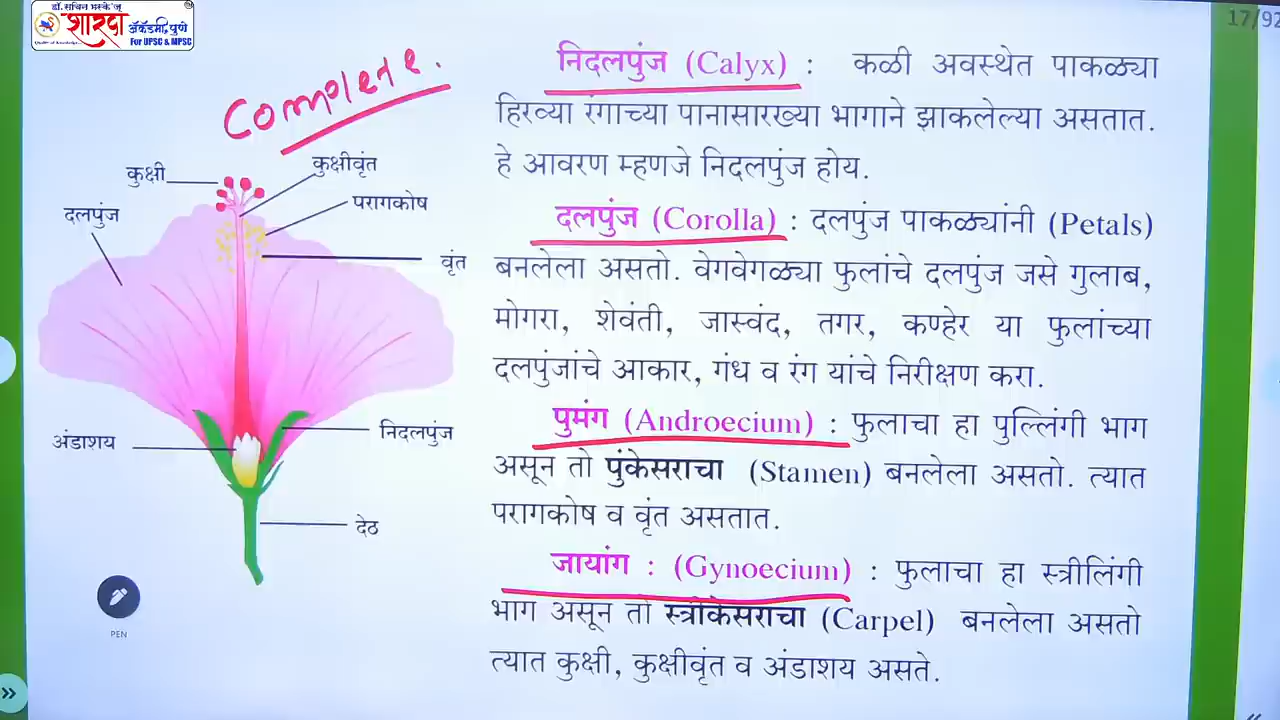 डॉ. सचिन भस्के'ज्
शारदा
ॲकॅडमी, पुणे
For UPSC & MPSC
17/92
Complete.
कुक्षी
कुक्षीवृंत
परागकोष
दलपुंज
वृंत
निदलपुंज
अंडाशय
देठ
PEN
निदलपुंज (Calyx) : कळी अवस्थेत पाकळ्या
हिरव्या रंगाच्या पानासारख्या भागाने झाकलेल्या असतात.
हे आवरण म्हणजे निदलपुंज होय.
दलपुंज (Corolla) : दलपुंज पाकळ्यांनी (Petals)
बनलेला असतो. वेगवेगळ्या फुलांचे दलपुंज जसे गुलाब,
मोगरा, शेवंती, जास्वंद, तगर, कण्हेर या फुलांच्या
दलपुंजांचे आकार, गंध व रंग यांचे निरीक्षण करा.
पुमंग (Androecium) : फुलाचा हा पुल्लिंगी भाग
असून तो पुंकेसराचा (Stamen) बनलेला असतो. त्यात
परागकोष व वृंत असतात.
जायांग : (Gynoecium) : फुलाचा हा स्त्रीलिंगी
भाग असून तो स्त्रीकेसराचा (Carpel) बनलेला असतो
त्यात कुक्षी, कुक्षीवृंत व अंडाशय असते.